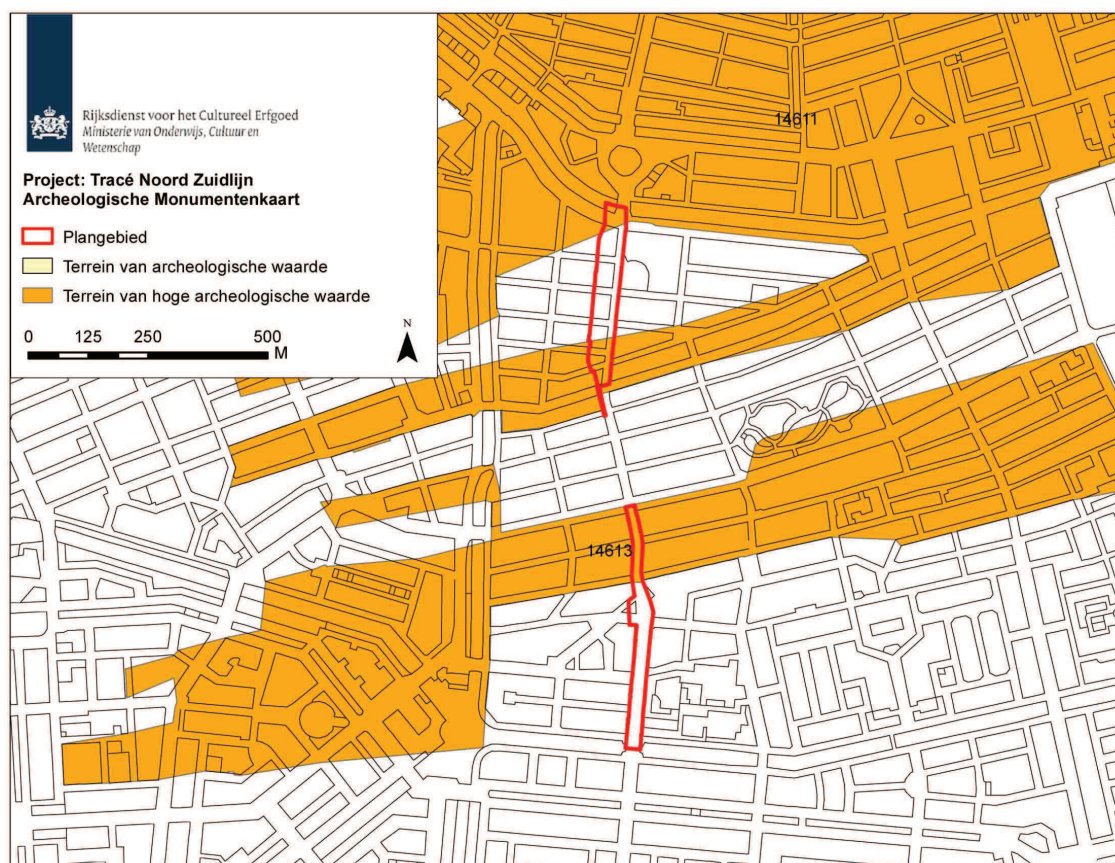 Rijksdienst voor het Cultureel Erfgoed
Ministerie van Onderwijs, Cultuur en
Wetenschap
Project: Tracé Noord Zuidlijn
Archeologische Monumentenkaart
Plangebied
Terrein van archeologische waarde
Terrein van hoge archeologische waarde
0 125 250 500
M
N
14611
14613